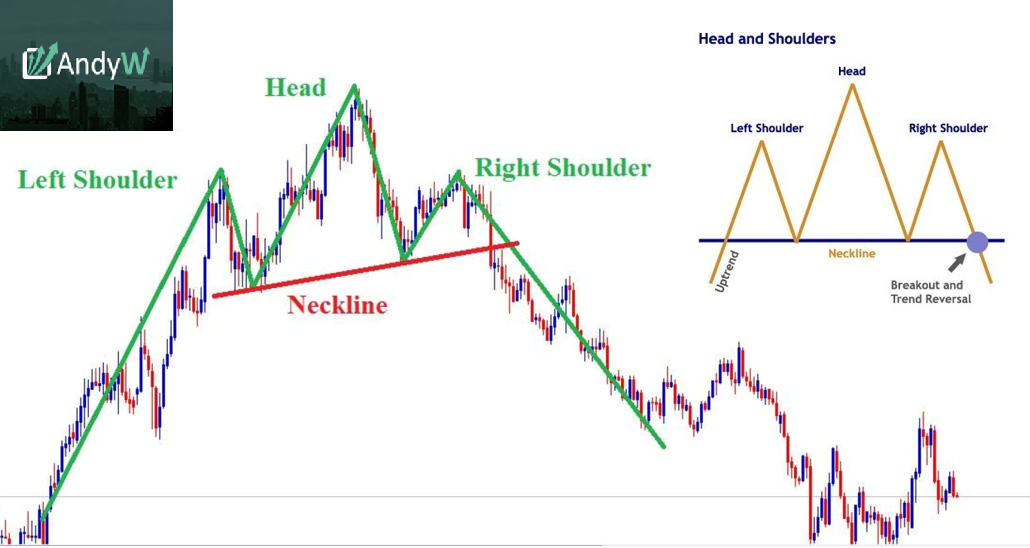 AndyW
Head and Shoulders
Head
Head
Left Shoulder
Right Shoulder
Left Shoulder
Right Shoulder
Neckline
Uptrend
Neckline
Breakout and
Trend Reversal